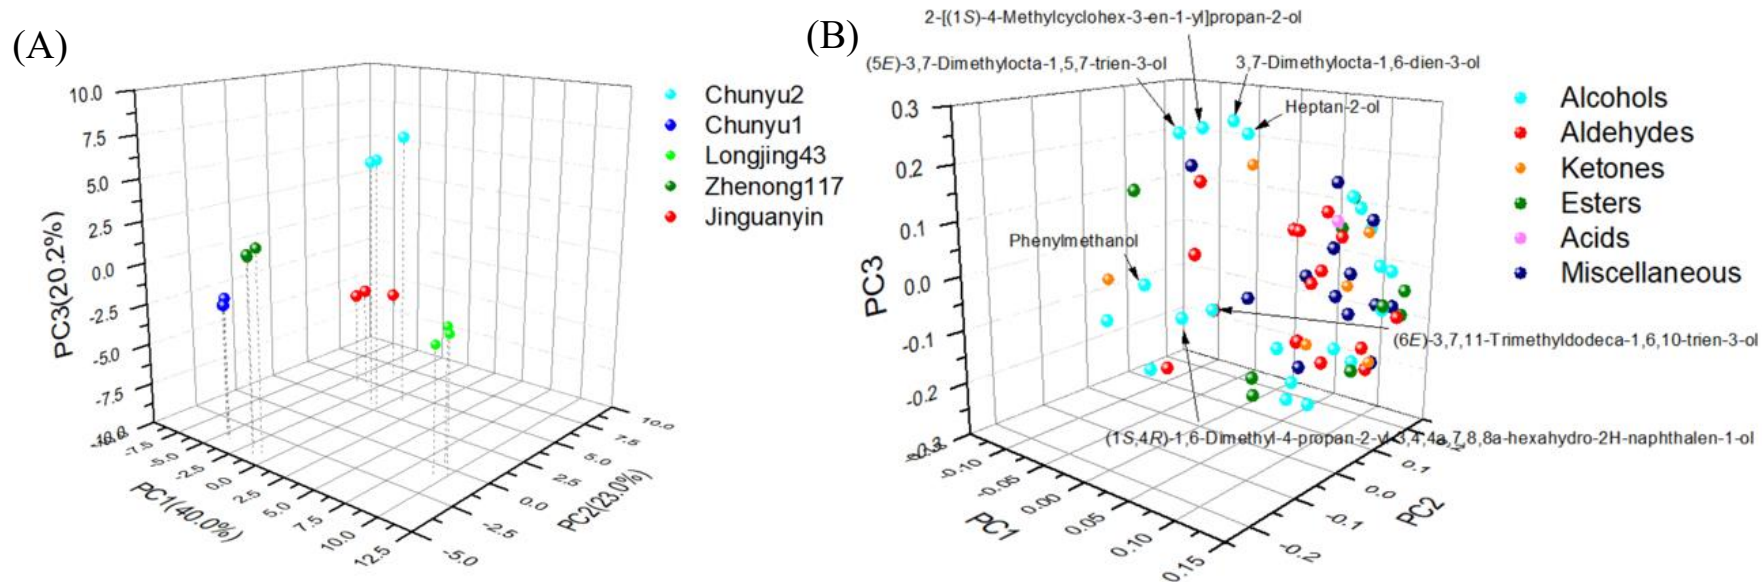 (A)
10.0
7.5
5.0
2.5
0.0
-2.5
-5.0
-7.5
PC3(20.2%)
-7.5
-5.0
-2.5
0.0
2.5
5.0
7.5
10.0
12.5
PC1(40.0%)
-5.0
-2.5
0.0
2.5
5.0
7.5
10.0
PC2(23.0%)
Chunyu2
Chunyu1
Longjing43
Zhenong117
Jinguanyin
(B)
2-[(1S)-4-Methylcyclohex-3-en-1-yl]propan-2-ol
(5E)-3,7-Dimethylocta-1,5,7-trien-3-ol
3,7-Dimethylocta-1,6-dien-3-ol
Heptan-2-ol
Phenylmethanol
(6E)-3,7,11-Trimethyldodeca-1,6,10-trien-3-ol
(1S,4R)-1,6-Dimethyl-4-propan-2-yl-3,4,4a,7,8,8a-hexahydro-2H-naphthalen-1-ol
0.3
0.2
0.1
0.0
-0.1
-0.2
-0.3
PC3
-0.10
-0.05
0.00
0.05
0.10
0.15
PC1
-0.2
-0.1
0.0
0.1
PC2
Alcohols
Aldehydes
Ketones
Esters
Acids
Miscellaneous